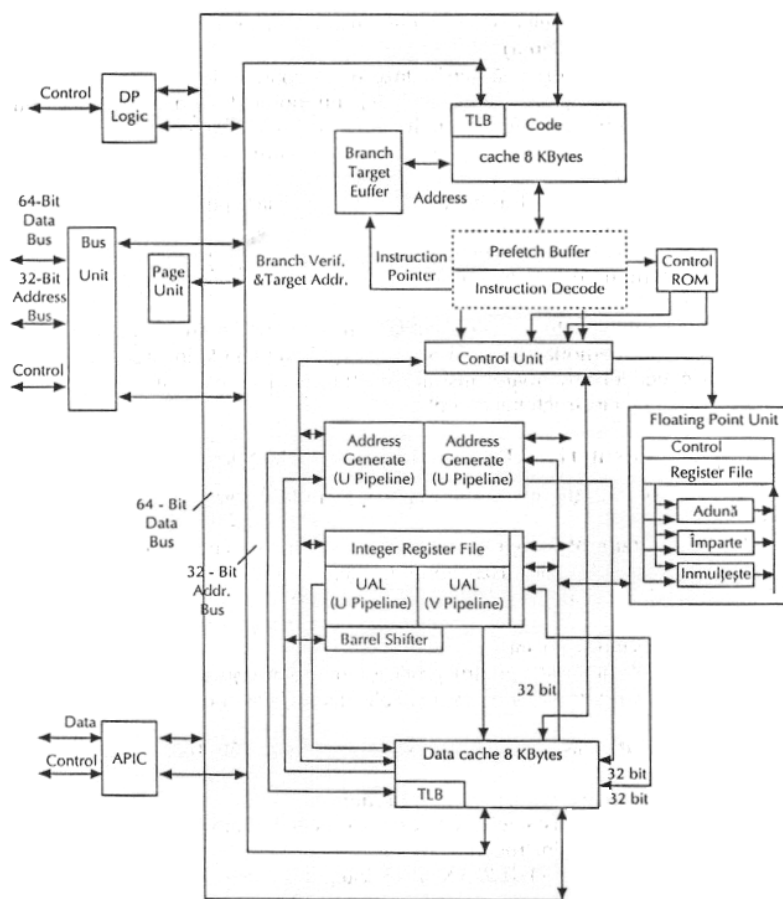 Control
DP
Logic
TLB
Code
cache 8 KBytes
Branch
Target
Euffer
Address
64-Bit
Data
Bus
32-Bit
Address
Bus
Control
Bus
Unit
Page
Unit
Branch Verif.
&Target Addr.
Instruction
Pointer
Prefetch Buffer
Instruction Decode
Control
ROM
Control Unit
Floating Point Unit
Control
Register File
Adună
Împarte
Inmulțește
Address
Generate
(U Pipeline)
Address
Generate
(U Pipeline)
64 - Bit
Data
Bus
32 - Bit
Addr.
Bus
Integer Register File
UAL
(U Pipeline)
UAL
(V Pipeline)
Barrel Shifter
32 bit
Data
Control
APIC
Data cache 8 KBytes
TLB
32 bit
32 bit